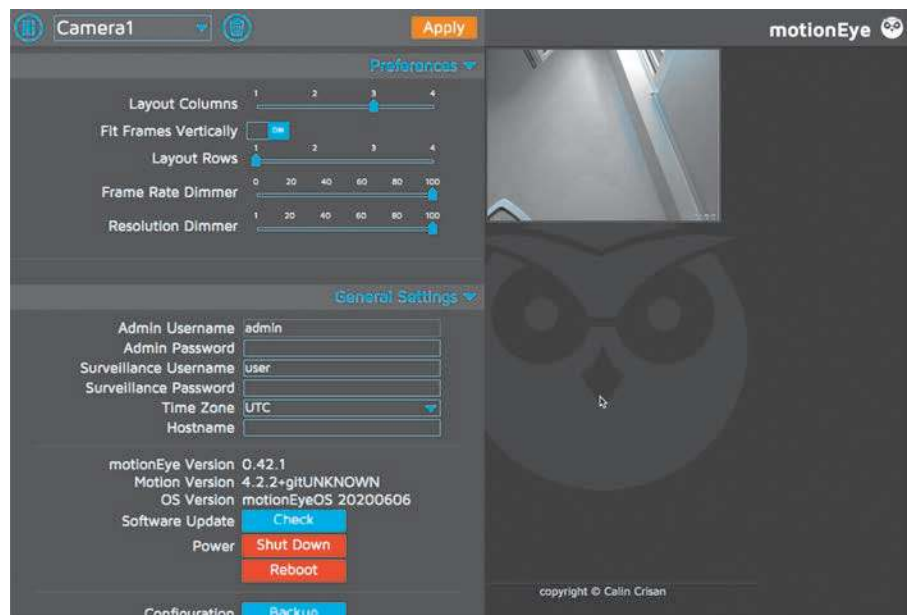 Camera1
Apply
motionEye
Preferences
Layout Columns
1 2 3 4
Fit Frames Vertically ON
Layout Rows
1 2 3 4
Frame Rate Dimmer
0 20 40 60 80 100
Resolution Dimmer
1 20 40 60 80 100
General Settings
Admin Username admin
Admin Password
Surveillance Username user
Surveillance Password
Time Zone UTC
Hostname
motionEye Version 0.42.1
Motion Version 4.2.2+gitUNKNOWN
OS Version motionEyeOS 20200606
Software Update Check
Power Shut Down
Reboot
Configuration Backup
copyright © Calin Crisan